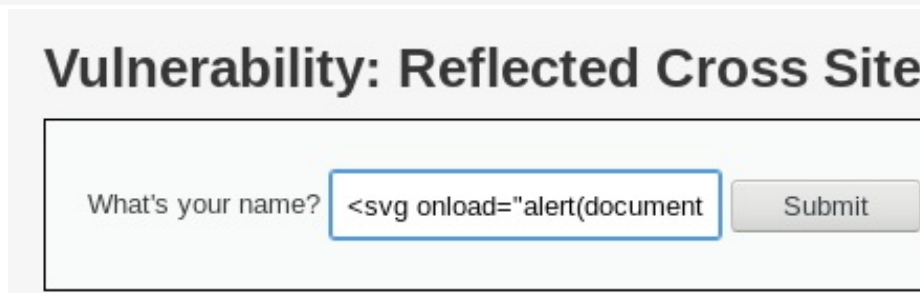 Vulnerability: Reflected Cross Site
What's your name? <svg onload="alert(document Submit